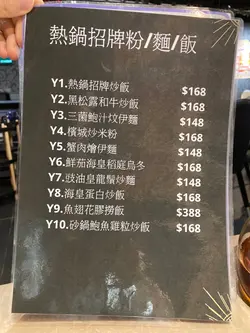 熱鍋招牌粉/麵/飯
Y1.熱鍋招牌炒飯 $168
Y2.黑松露和牛炒飯 $168
Y3.三菌鮑汁炆伊麵 $148
Y4.檳城炒米粉 $168
Y5.蟹肉燴伊麵 $148
Y6.鮮茄海皇稻庭烏冬 $168
Y7.豉油皇龍鬚炒麵 $148
Y8.海皇蛋白炒飯 $168
Y9.魚翅花膠撈飯 $388
Y10.砂鍋鮑魚雞粒炒飯 $168